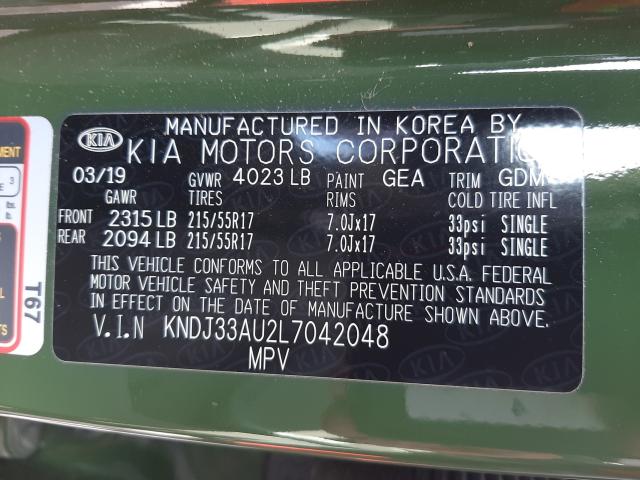 MANUFACTURED IN KOREA BY
KIA
KIA MOTORS CORPORATION
03/19 GVWR 4023 LB PAINT GEA TRIM GDM
GAWR TIRES RIMS COLD TIRE INFL
FRONT 2315 LB 215/55R17 7.0Jx17 33psi SINGLE
REAR 2094 LB 215/55R17 7.0Jx17 33psi SINGLE
THIS VEHICLE CONFORMS TO ALL APPLICABLE U.S.A. FEDERAL
MOTOR VEHICLE SAFETY AND THEFT PREVENTION STANDARDS
IN EFFECT ON THE DATE OF MANUFACTURE SHOWN ABOVE.
V.I.N KNDJ33AU2L7042048
MPV
T67
3